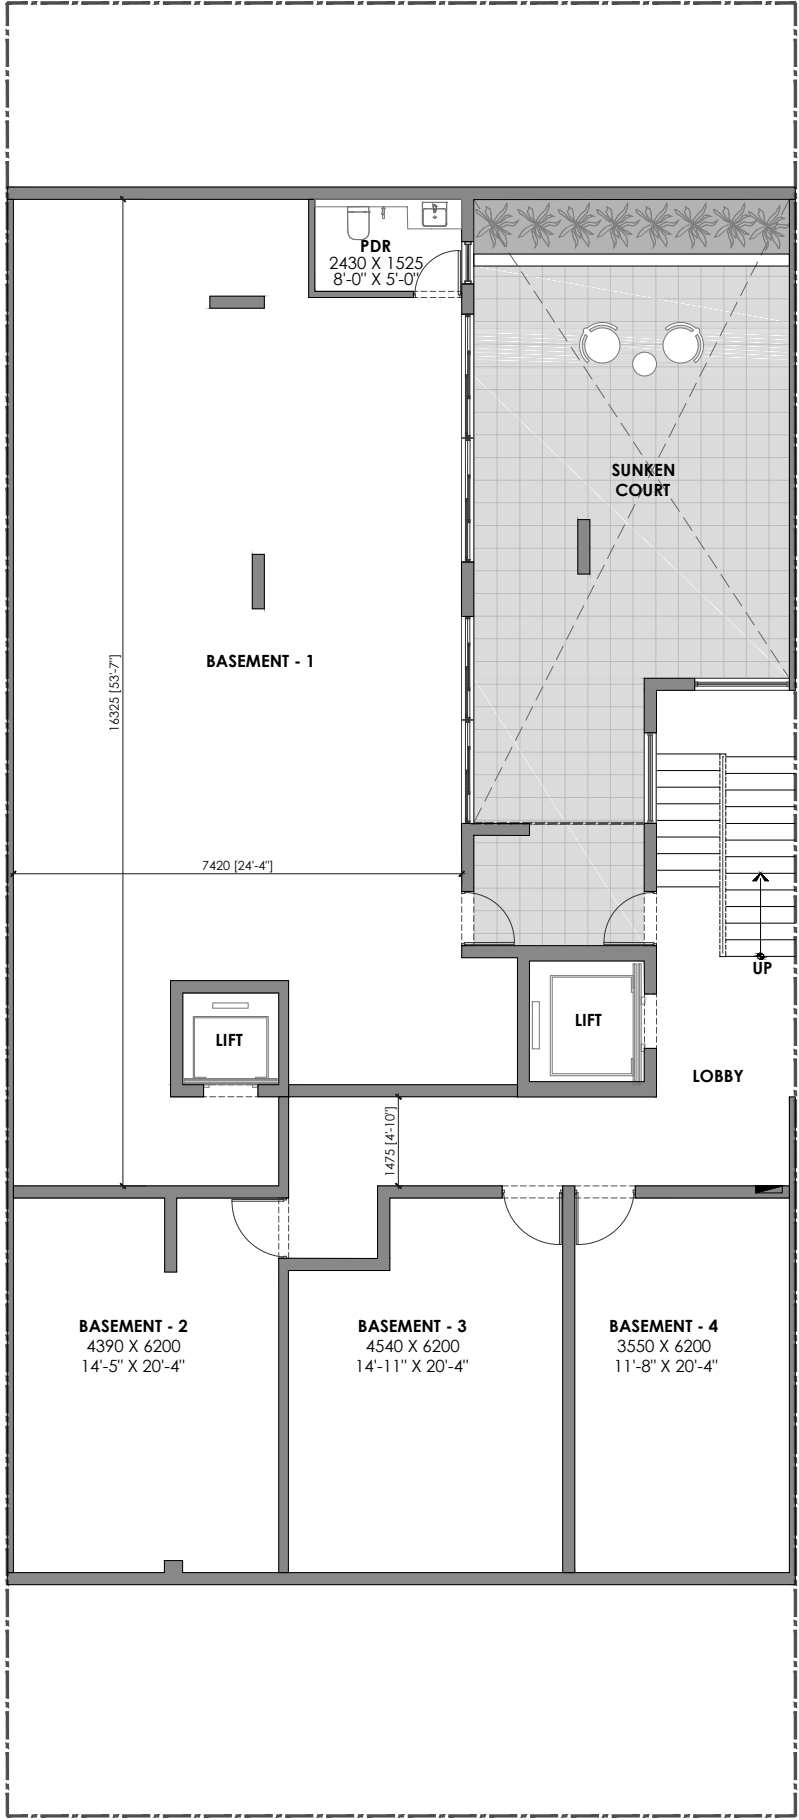 PDR
2430 X 1525
8'-0" X 5'-0"
SUNKEN
COURT
BASEMENT - 1
16325 [53'-7"]
7420 [24'-4"]
UP
LIFT
LIFT
LOBBY
1475 [4'-10"]
BASEMENT - 2
4390 X 6200
14'-5" X 20'-4"
BASEMENT - 3
4540 X 6200
14'-11" X 20'-4"
BASEMENT - 4
3550 X 6200
11'-8" X 20'-4"